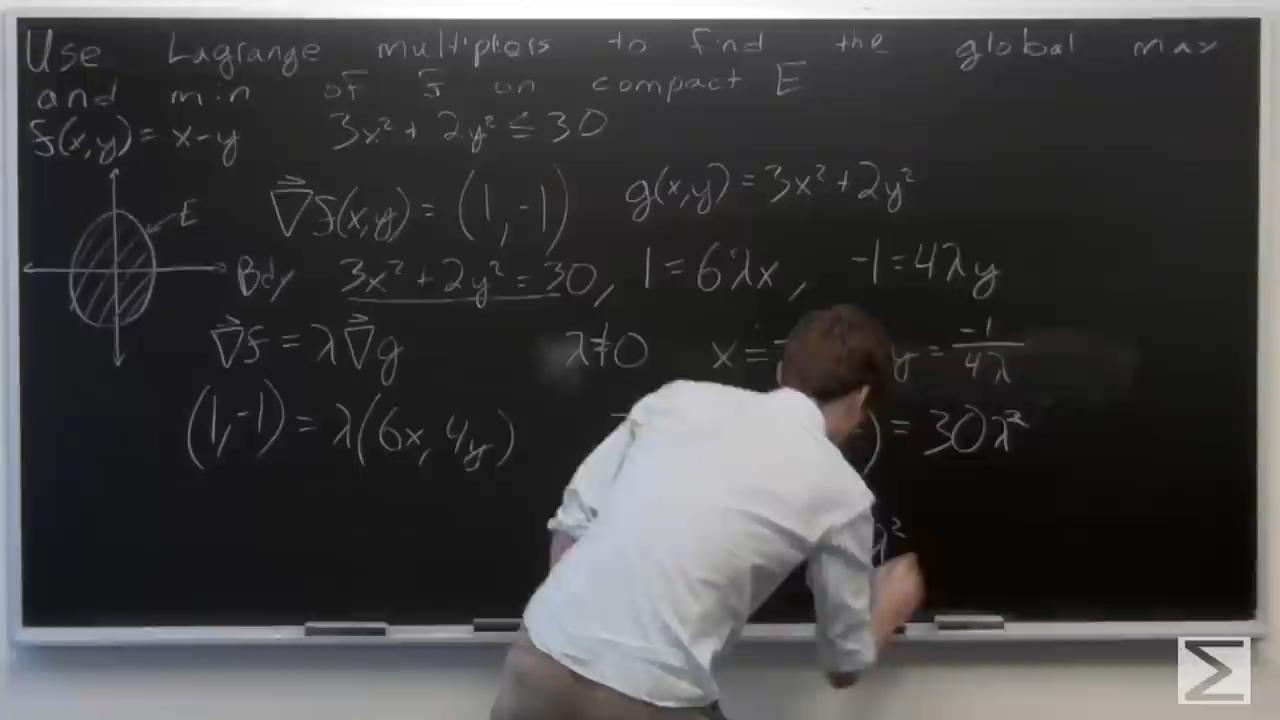 Use Lagrange multipliers to find the global max
and min of f on compact E
f(x,y) = x-y 3x² + 2y² ≤ 30
E
∇f(x,y) = (1,-1) g(x,y) = 3x² + 2y²
Bdy 3x² + 2y² = 30, 1 = 6λx, -1 = 4λy
∇f = λ∇g λ≠0 x = y = -1/4λ
(1,-1) = λ(6x, 4y) ) = 30λ²
Σ